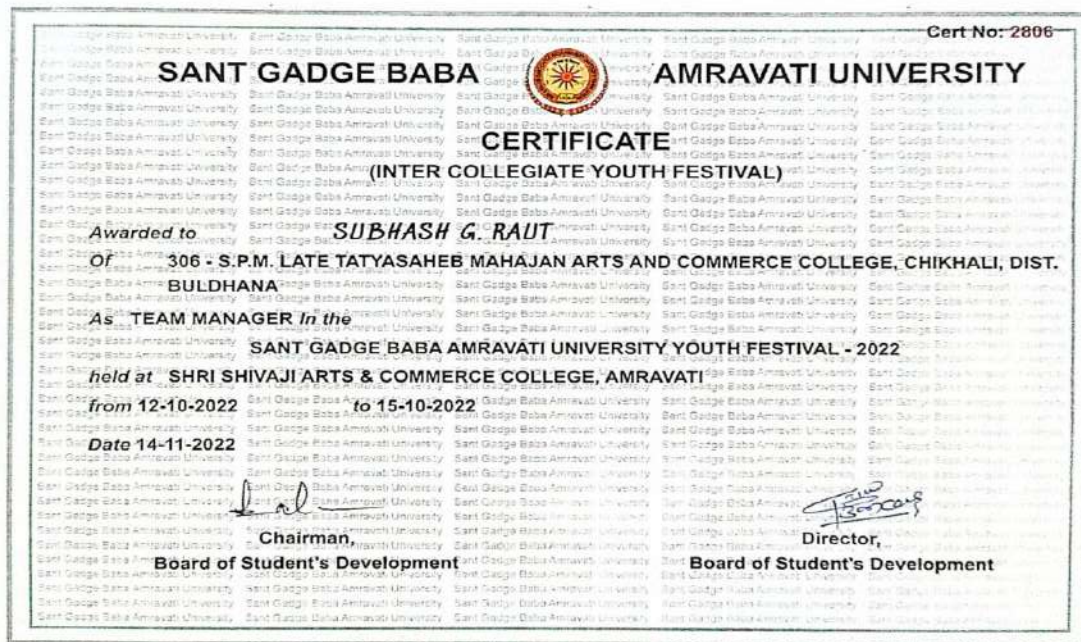 Cert No: 2806
SANT GADGE BABA AMRAVATI UNIVERSITY
CERTIFICATE
(INTER COLLEGIATE YOUTH FESTIVAL)
Awarded to SUBHASH G. RAUT
Of 306 - S.P.M. LATE TATYASAHEB MAHAJAN ARTS AND COMMERCE COLLEGE, CHIKHALI, DIST.
BULDHANA
As TEAM MANAGER In the
SANT GADGE BABA AMRAVATI UNIVERSITY YOUTH FESTIVAL - 2022
held at SHRI SHIVAJI ARTS & COMMERCE COLLEGE, AMRAVATI
from 12-10-2022 to 15-10-2022
Date 14-11-2022
Chairman, Director,
Board of Student's Development Board of Student's Development